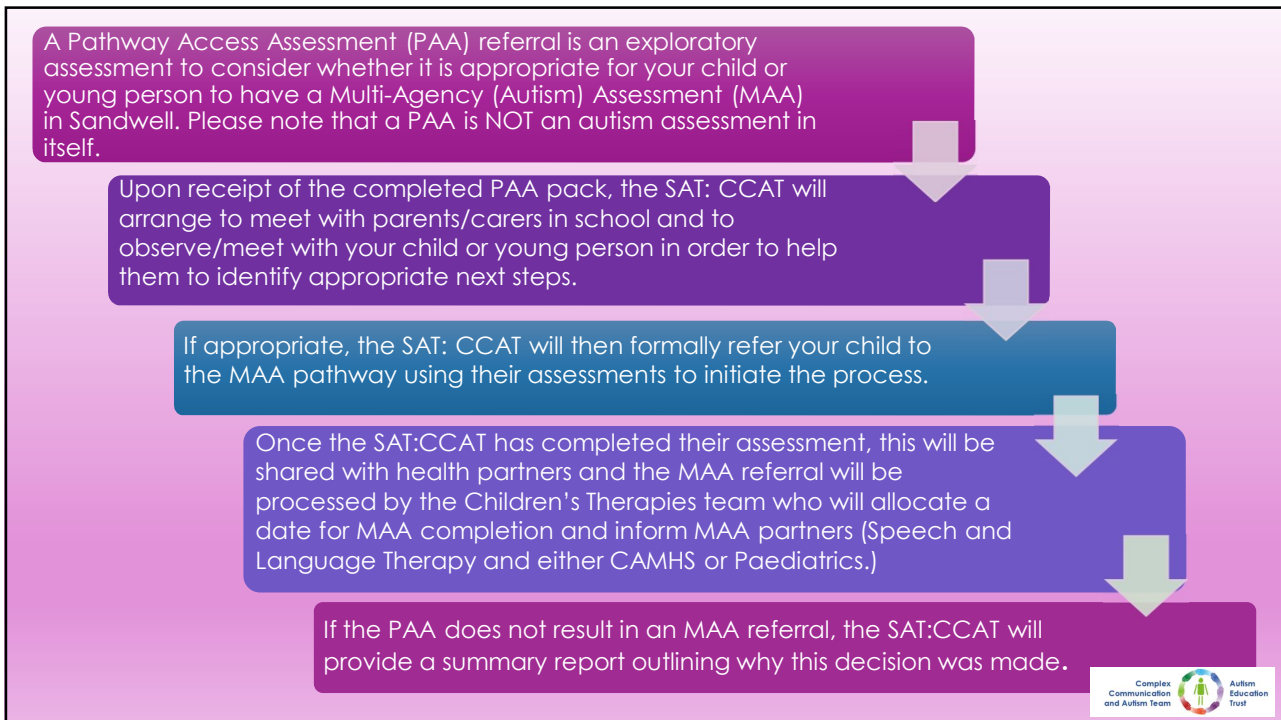 A Pathway Access Assessment (PAA) referral is an exploratory
assessment to consider whether it is appropriate for your child or
young person to have a Multi-Agency (Autism) Assessment (MAA)
in Sandwell. Please note that a PAA is NOT an autism assessment in
itself.
Upon receipt of the completed PAA pack, the SAT: CCAT will
arrange to meet with parents/carers in school and to
observe/meet with your child or young person in order to help
them to identify appropriate next steps.
If appropriate, the SAT: CCAT will then formally refer your child to
the MAA pathway using their assessments to initiate the process.
Once the SAT:CCAT has completed their assessment, this will be
shared with health partners and the MAA referral will be
processed by the Children’s Therapies team who will allocate a
date for MAA completion and inform MAA partners (Speech and
Language Therapy and either CAMHS or Paediatrics.)
If the PAA does not result in an MAA referral, the SAT:CCAT will
provide a summary report outlining why this decision was made.
Complex
Communication
and Autism Team
Autism
Education
Trust